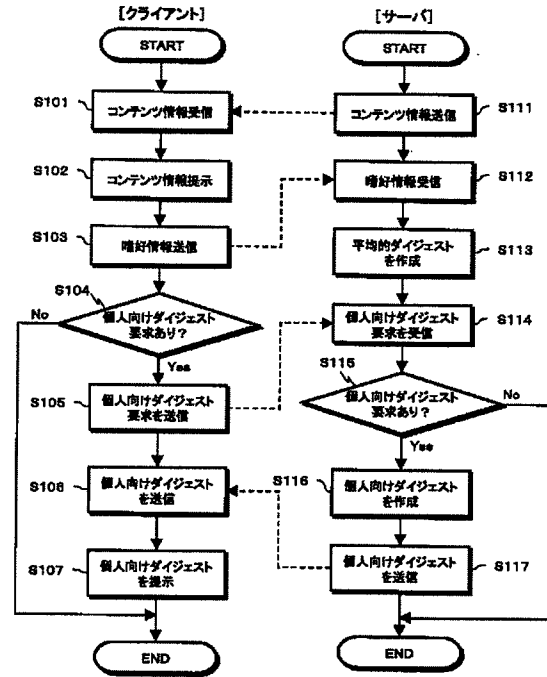 [クライアント]
START
S101
コンテンツ情報受信
S102
コンテンツ情報提示
S103
嗜好情報送信
S104
個人向けダイジェスト
要求あり?
No
Yes
S105
個人向けダイジェスト
要求を送信
S106
個人向けダイジェスト
を送信
S107
個人向けダイジェスト
を提示
END
[サーバ]
START
コンテンツ情報送信
S111
嗜好情報受信
S112
平均的ダイジェスト
を作成
S113
個人向けダイジェスト
要求を受信
S114
S115
個人向けダイジェスト
要求あり?
No
Yes
S116
個人向けダイジェスト
を作成
個人向けダイジェスト
を送信
S117
END